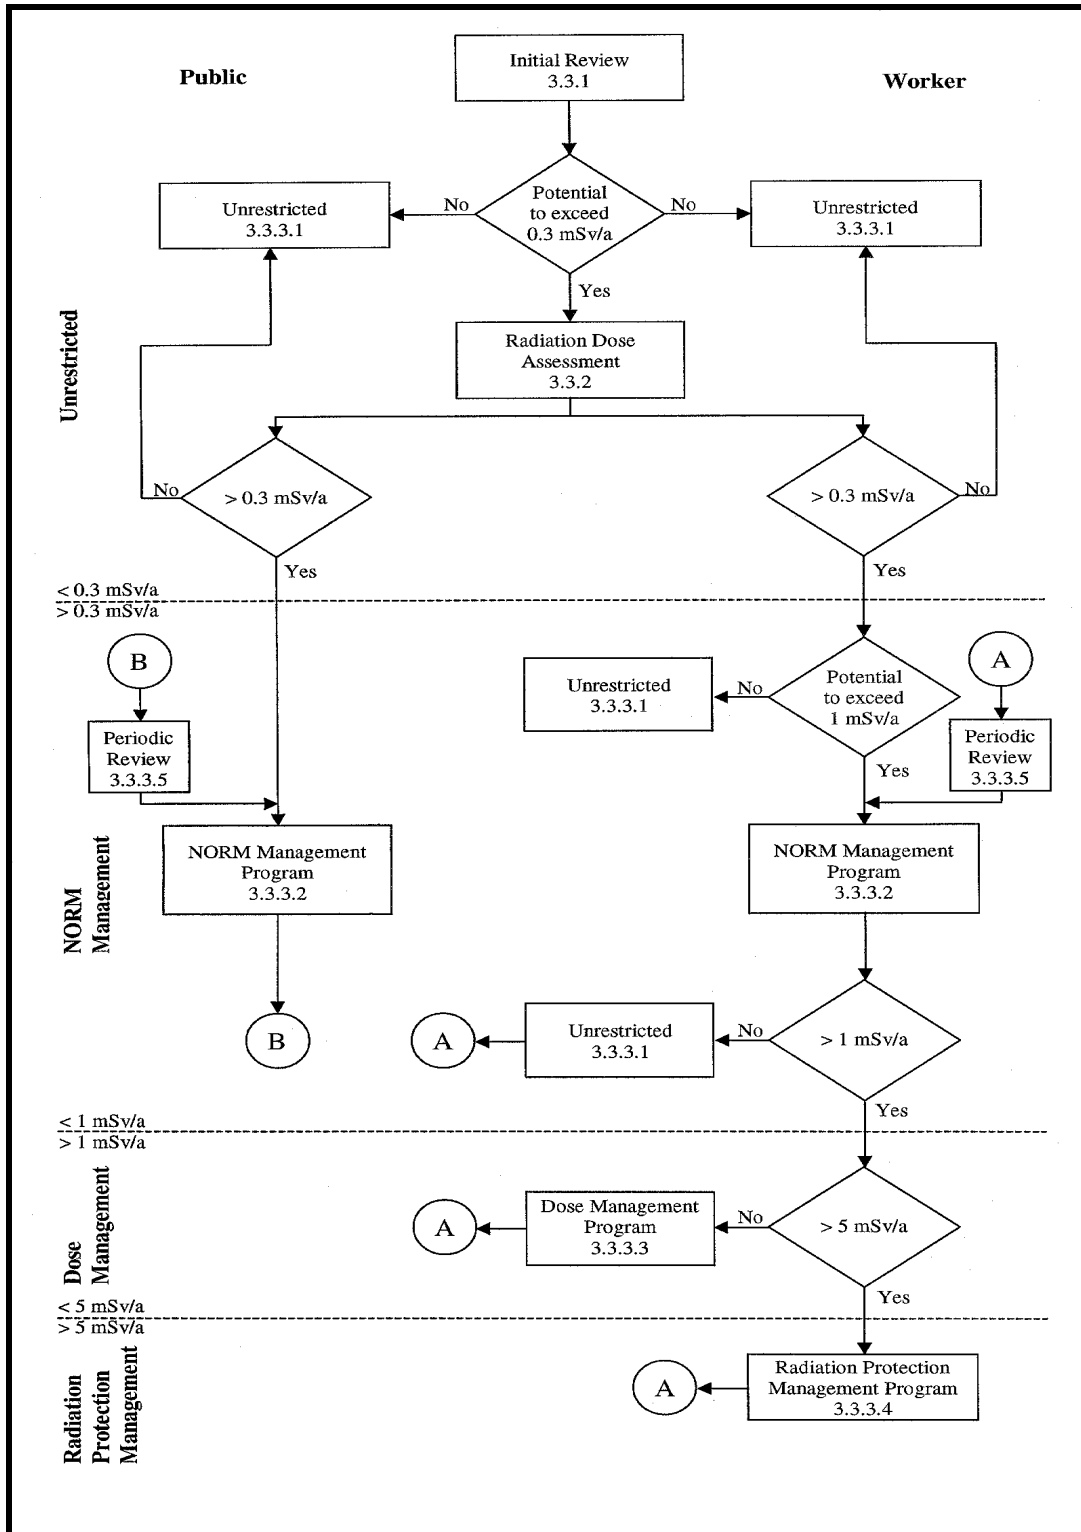 Initial Review
3.3.1
Public
Worker
Potential
to exceed
0.3 mSv/a
No
No
Unrestricted
3.3.3.1
Unrestricted
3.3.3.1
Yes
Radiation Dose
Assessment
3.3.2
Unrestricted
> 0.3 mSv/a
No
> 0.3 mSv/a
No
Yes
Yes
< 0.3 mSv/a
> 0.3 mSv/a
B
Periodic
Review
3.3.3.5
Unrestricted
3.3.3.1
No
Potential
to exceed
1 mSv/a
A
Periodic
Review
3.3.3.5
Yes
NORM
Management
NORM Management
Program
3.3.3.2
NORM Management
Program
3.3.3.2
B
A
Unrestricted
3.3.3.1
No
> 1 mSv/a
Yes
< 1 mSv/a
> 1 mSv/a
Dose
Management
A
Dose Management
Program
3.3.3.3
No
> 5 mSv/a
Yes
< 5 mSv/a
> 5 mSv/a
Radiation
Protection
Management
A
Radiation Protection
Management Program
3.3.3.4